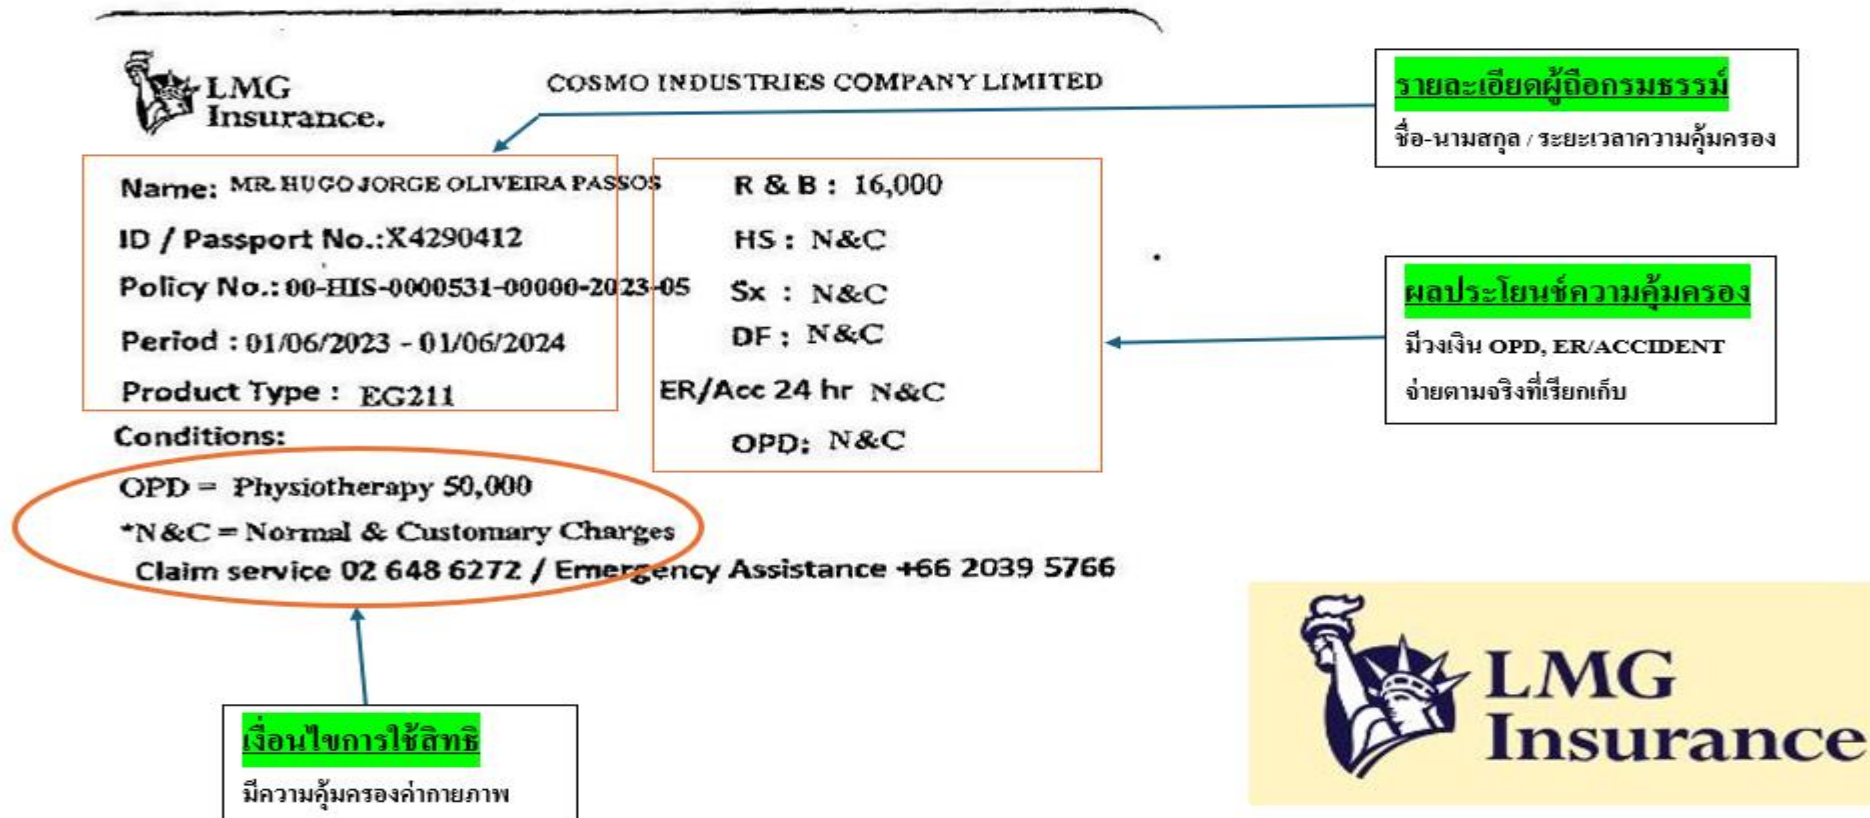 LMG
Insurance.
COSMO INDUSTRIES COMPANY LIMITED
Name: MR. HUGO JORGE OLIVEIRA PASSOS
ID / Passport No.:X4290412
Policy No.: 00-HIS-0000531-00000-2023-05
Period : 01/06/2023 - 01/06/2024
Product Type : EG211
R & B : 16,000
HS : N&C
Sx : N&C
DF : N&C
ER/Acc 24 hr N&C
OPD: N&C
Conditions:
OPD = Physiotherapy 50,000
*N&C = Normal & Customary Charges
Claim service 02 648 6272 / Emergency Assistance +66 2039 5766
รายละเอียดผู้ถือกรมธรรม์
ชื่อ-นามสกุล / ระยะเวลาความคุ้มครอง
ผลประโยนช์ความคุ้มครอง
มีวงเงิน OPD, ER/ACCIDENT
จ่ายตามจริงที่เรียกเก็บ
เงื่อนไขการใช้สิทธิ
มีความคุ้มครองค่ากายภาพ
LMG
Insurance